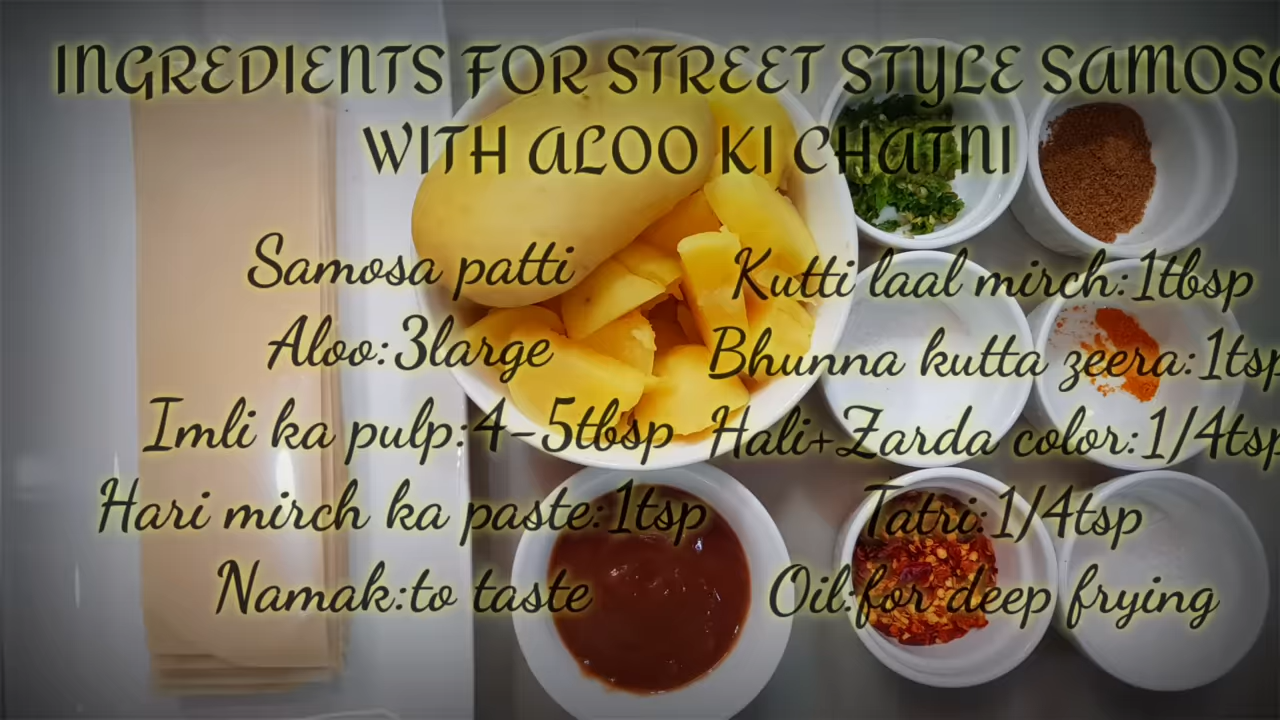 INGREDIENTS FOR STREET STYLE SAMOSA
WITH ALOO KI CHATNI
Samosa patti
Aloo:3large
Imli ka pulp:4-5tbsp
Hari mirch ka paste:1tsp
Namak:to taste
Kutti laal mirch:1tbsp
Bhunna kutta zeera:1tsp
Hali+Zarda color:1/4tsp
Tatri:1/4tsp
Oil:for deep frying